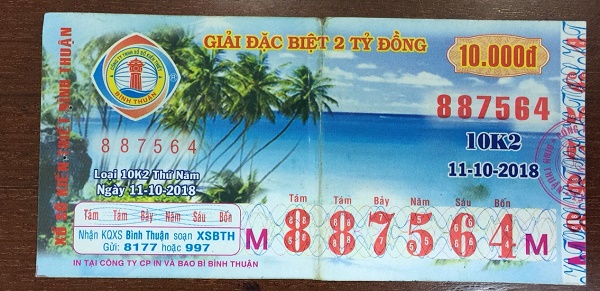 GIẢI ĐẶC BIỆT 2 TỶ ĐỒNG
10.000đ
BÌNH THUẬN
887564
887564
10K2
11-10-2018
Loại 10K2 Thứ Năm
Ngày 11-10-2018
Tám Tám Bảy Năm Sáu Bốn
Tám Tám Bảy Năm Sáu Bốn
Nhận KQXS Bình Thuận soạn XSBTH
Gửi: 8177 hoặc 997
M 887564 M
IN TẠI CÔNG TY CP IN VÀ BAO BÌ BÌNH THUẬN